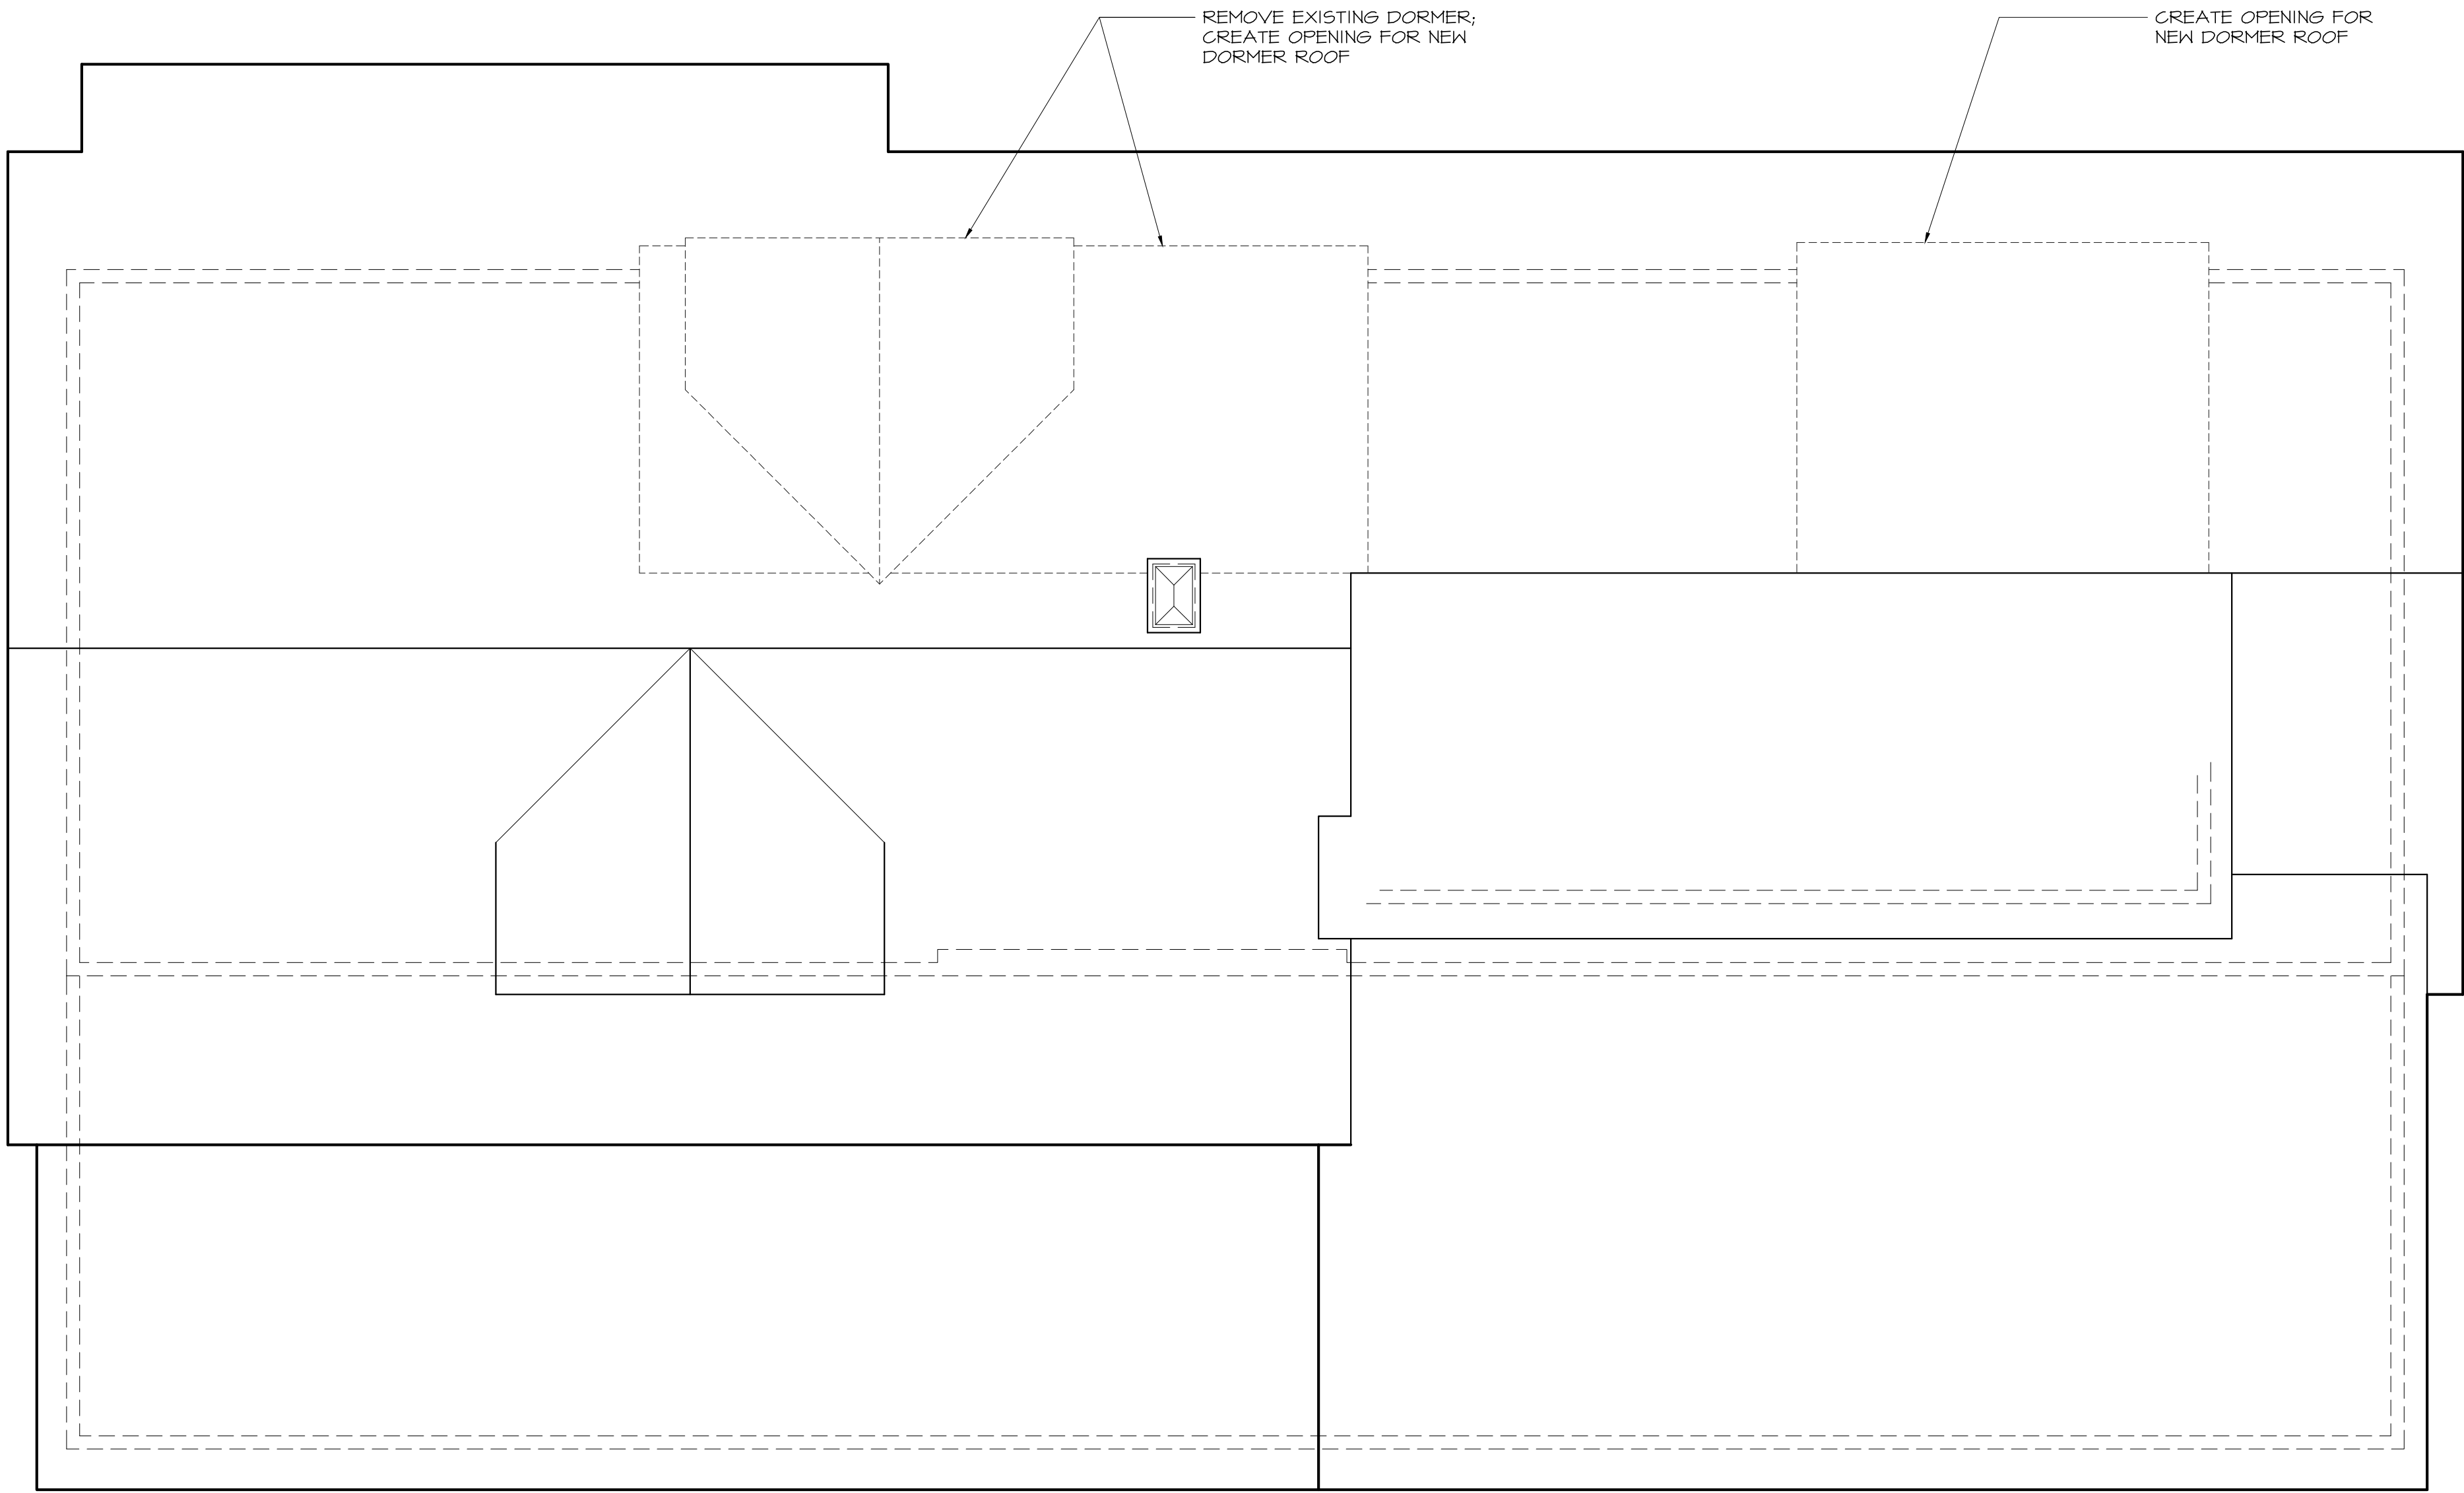 REMOVE EXISTING DORMER;
CREATE OPENING FOR NEW
DORMER ROOF
CREATE OPENING FOR
NEW DORMER ROOF